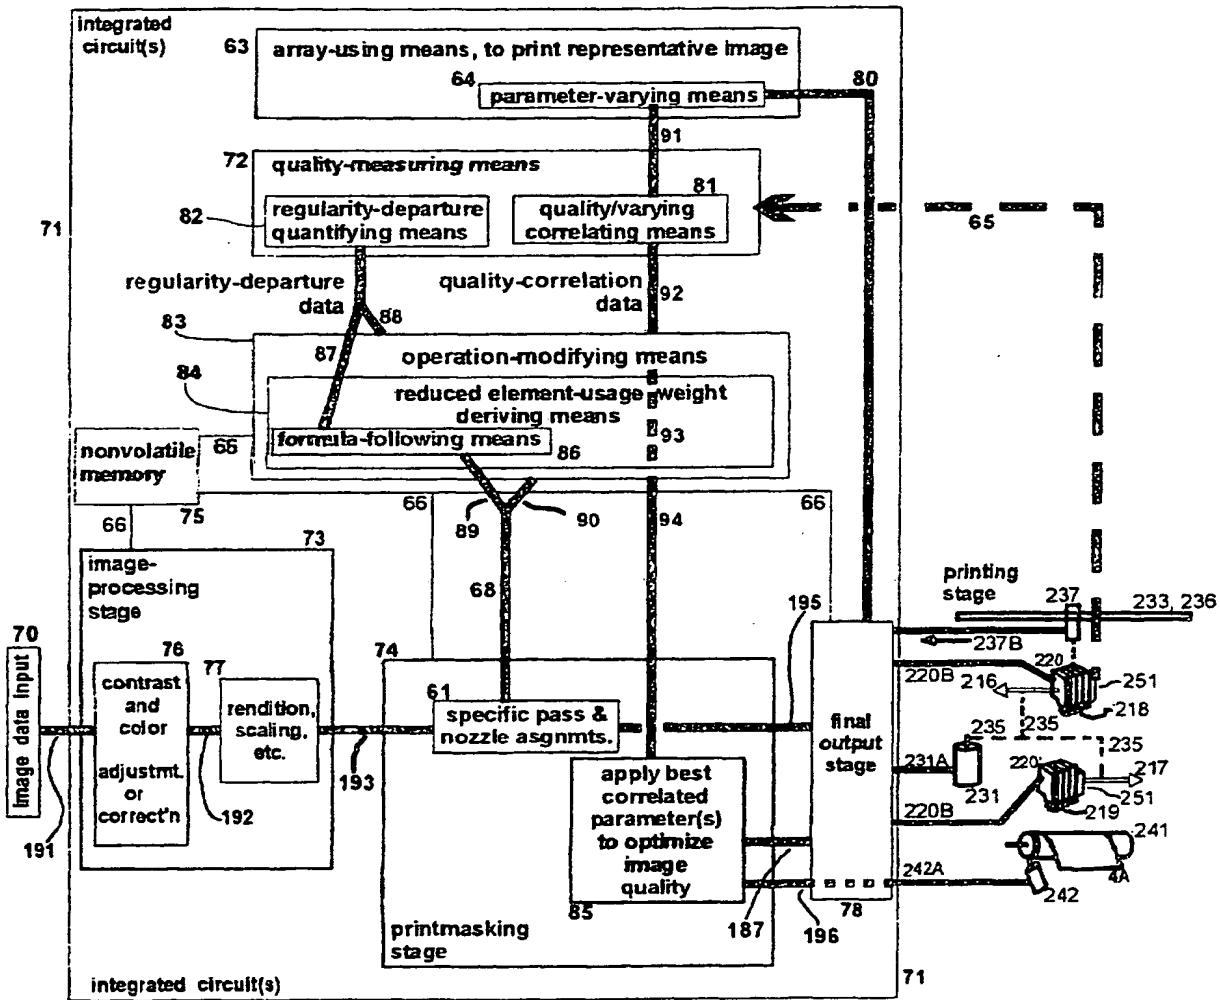 integrated
circuit(s)
63
array-using means, to print representative image
64
parameter-varying means
80
91
72
quality-measuring means
81
82
regularity-departure
quantifying means
quality/varying
correlating means
65
71
regularity-departure
data
quality-correlation
data
92
88
83
87
operation-modifying means
84
reduced element-usage weight
deriving means
93
formula-following means
86
nonvolatile
memory
66
75
66
66
66
89
90
94
73
image-
processing
stage
68
printing
stage
237
233
236
195
237B
70
Image data input
76
contrast
and
color
adjustmt.
or
correct'n
77
rendition,
scaling,
etc.
74
61
specific pass &
nozzle asgnmts.
final
output
stage
220B
216
220
251
218
235
235
235
231A
231
220
217
251
219
220B
191
192
193
apply best
correlated
parameter(s)
to optimize
image
quality
85
241
242A
4A
242
78
187
196
printmasking
stage
71
integrated circuit(s)